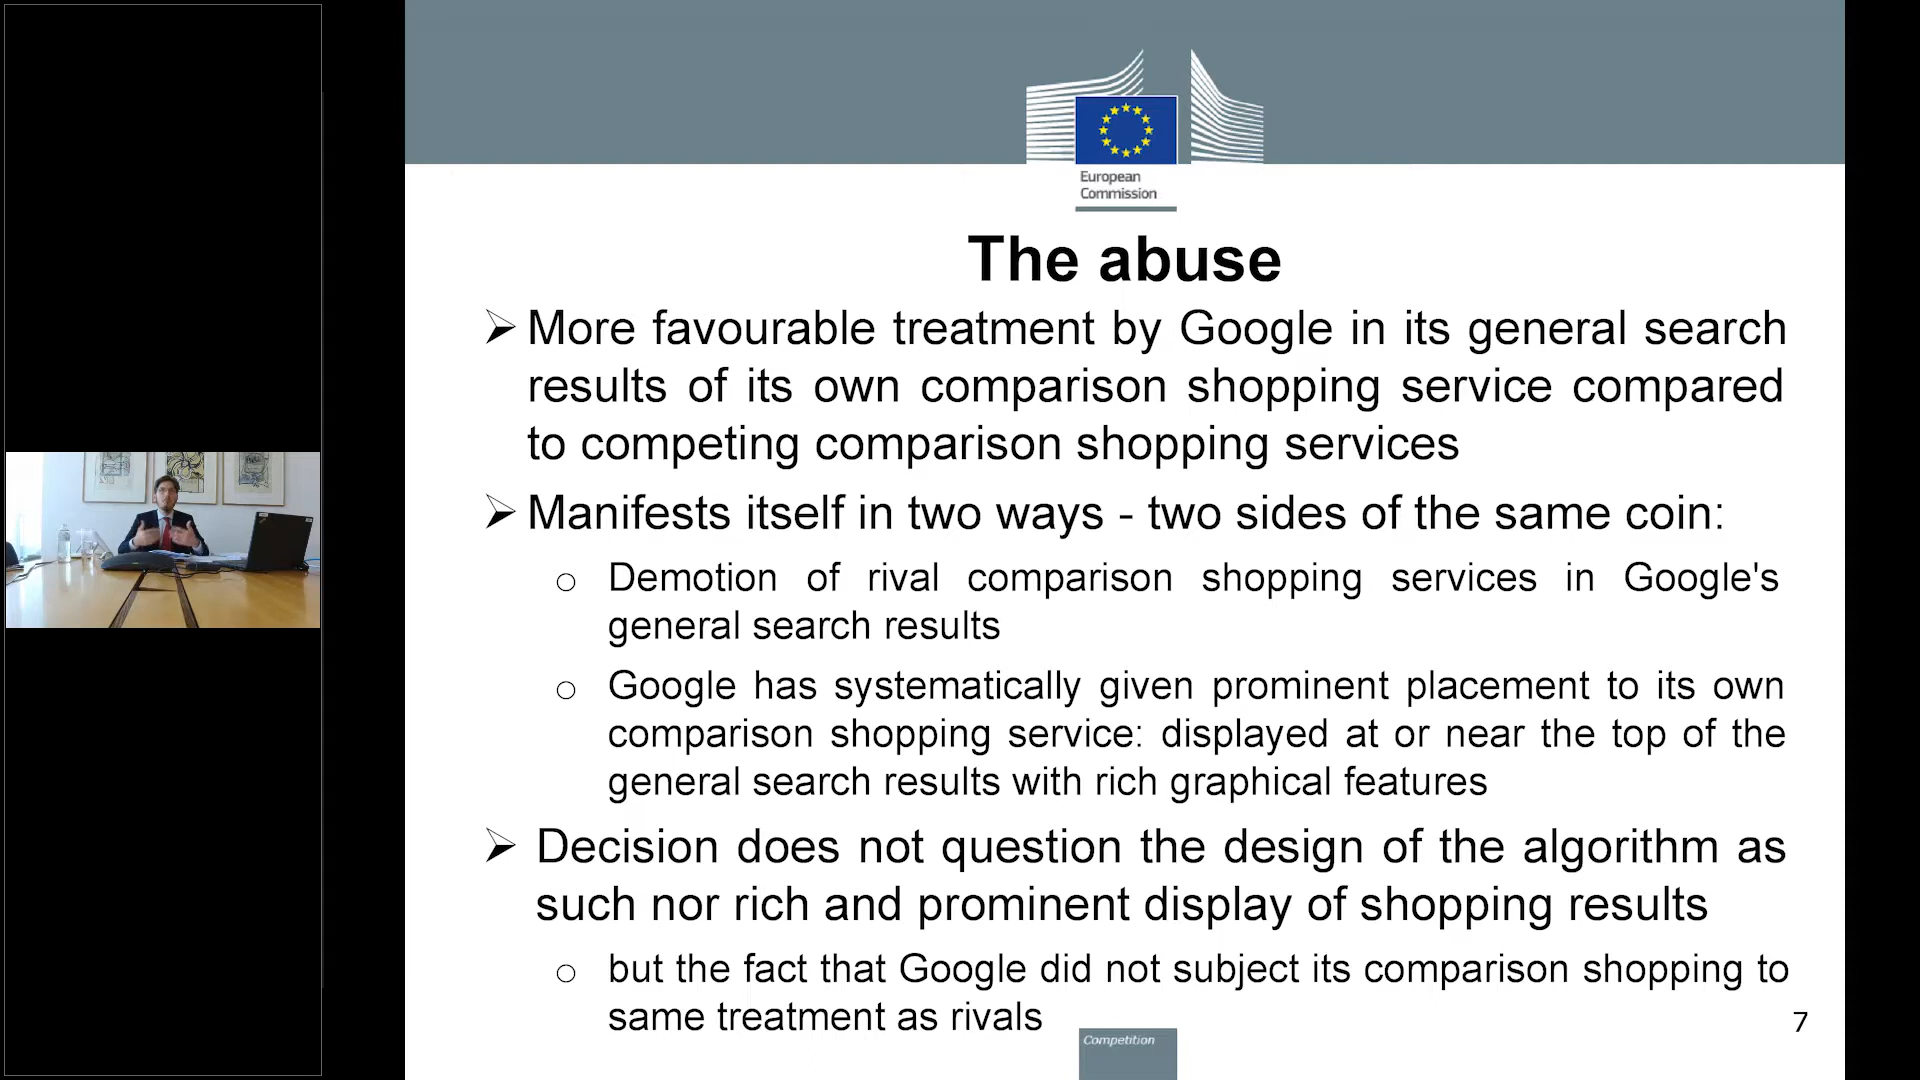 European
Commission
The abuse
➢ More favourable treatment by Google in its general search
results of its own comparison shopping service compared
to competing comparison shopping services
➢ Manifests itself in two ways - two sides of the same coin:
o Demotion of rival comparison shopping services in Google's
general search results
o Google has systematically given prominent placement to its own
comparison shopping service: displayed at or near the top of the
general search results with rich graphical features
➢ Decision does not question the design of the algorithm as
such nor rich and prominent display of shopping results
o but the fact that Google did not subject its comparison shopping to
same treatment as rivals
7
Competition